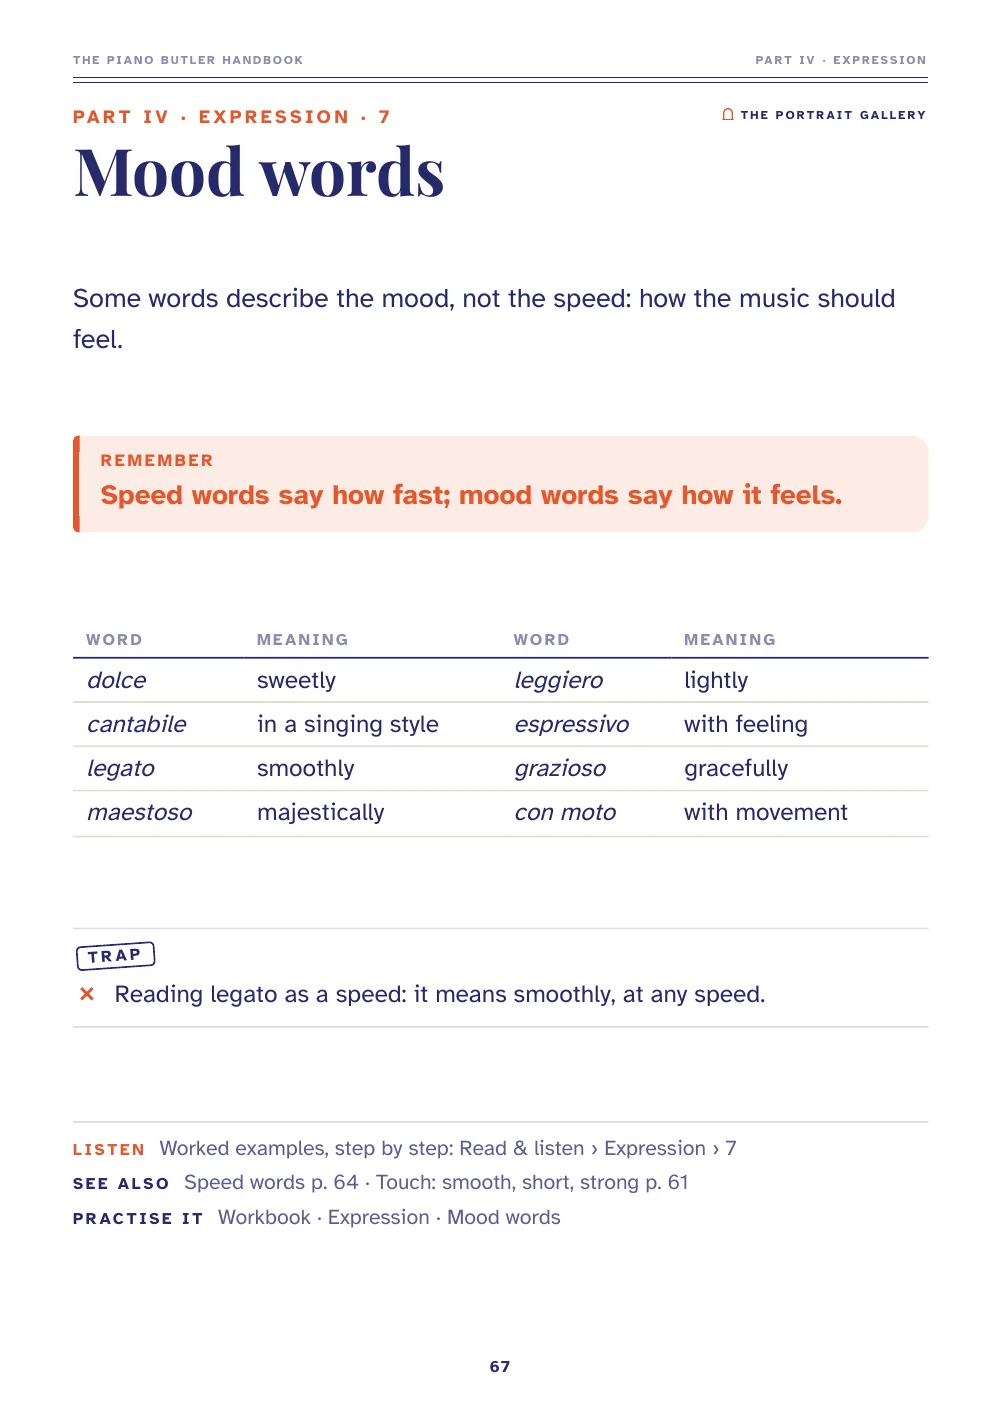 THE PIANO BUTLER HANDBOOK PART IV · EXPRESSION
PART IV · EXPRESSION · 7 THE PORTRAIT GALLERY
Mood words
Some words describe the mood, not the speed: how the music should
feel.
REMEMBER
Speed words say how fast; mood words say how it feels.
WORD MEANING WORD MEANING
dolce sweetly leggiero lightly
cantabile in a singing style espressivo with feeling
legato smoothly grazioso gracefully
maestoso majestically con moto with movement
TRAP
× Reading legato as a speed: it means smoothly, at any speed.
LISTEN Worked examples, step by step: Read & listen › Expression › 7
SEE ALSO Speed words p. 64 · Touch: smooth, short, strong p. 61
PRACTISE IT Workbook · Expression · Mood words
67